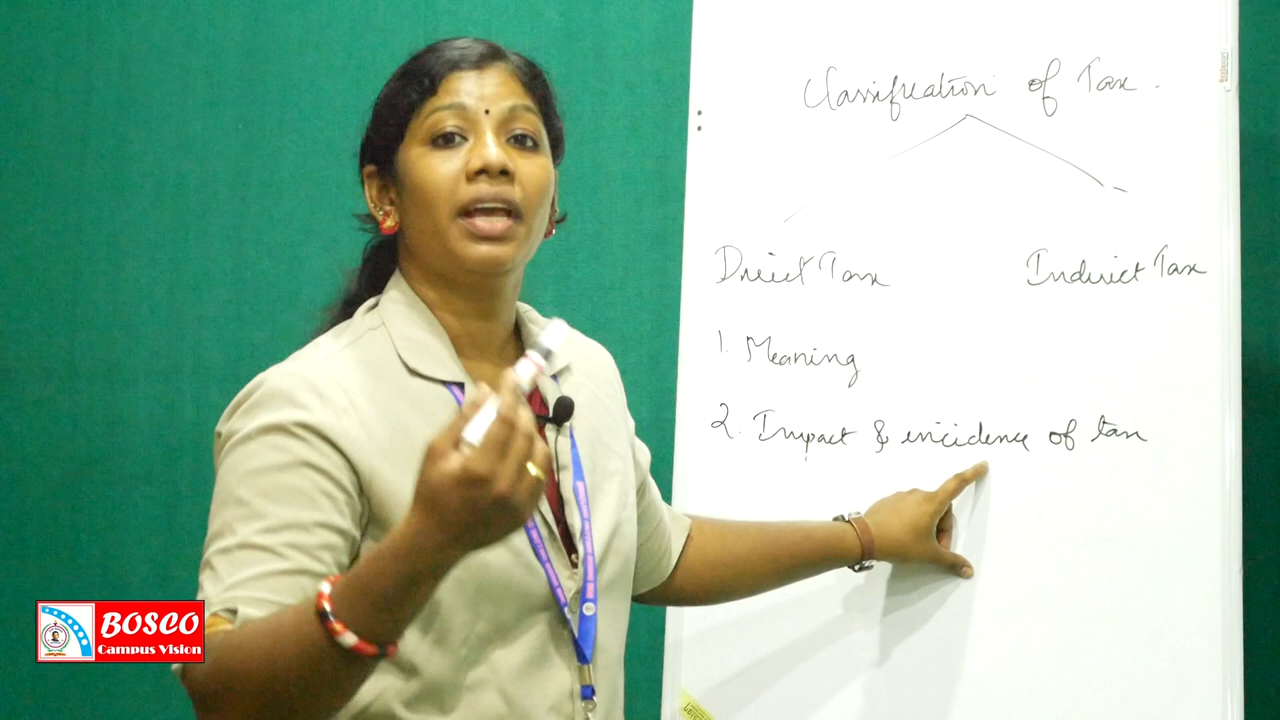 Classification of Tax.
Direct Tax
Indirect Tax
1. Meaning
2. Impact & incidence of tax
BOSCO
Campus Vision